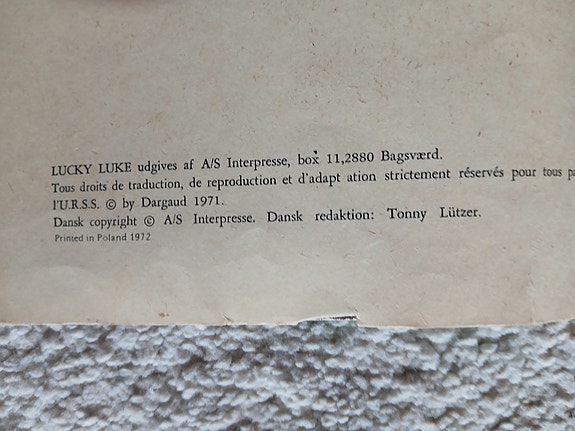 LUCKY LUKE udgives af A/S Interpresse, box 11,2880 Bagsværd.
Tous droits de traduction, de reproduction et d'adapt ation strictement réservés pour tous
l'U.R.S.S. © by Dargaud 1971.
Dansk copyright © A/S Interpresse. Dansk redaktion: Tonny Lützer.
Printed in Poland 1972